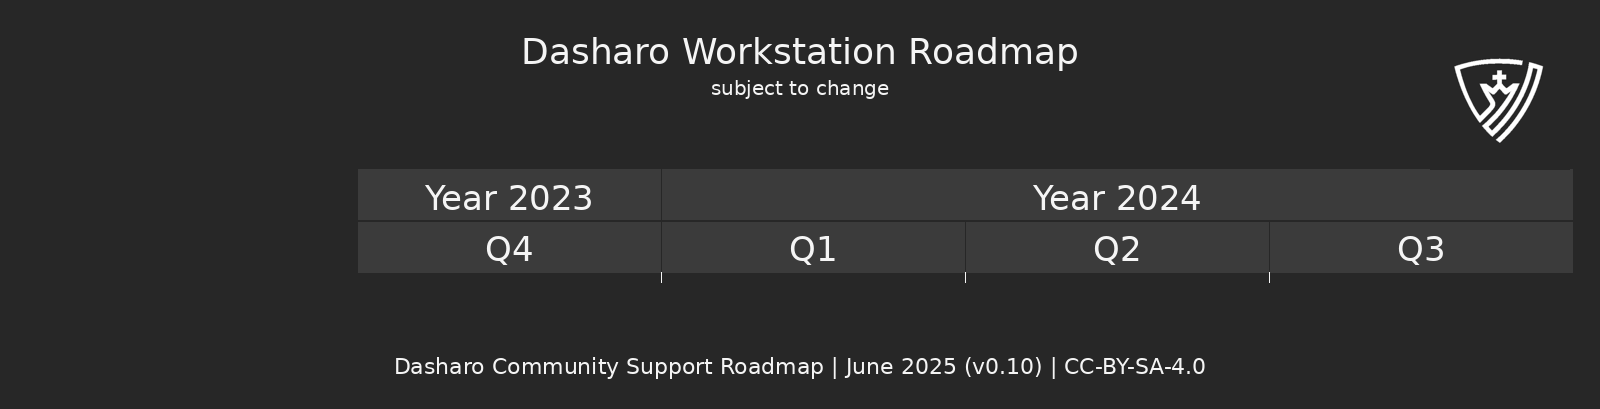 Dasharo Workstation Roadmap
subject to change
Year 2023 Year 2024
Q4 Q1 Q2 Q3
Dasharo Community Support Roadmap | June 2025 (v0.10) | CC-BY-SA-4.0